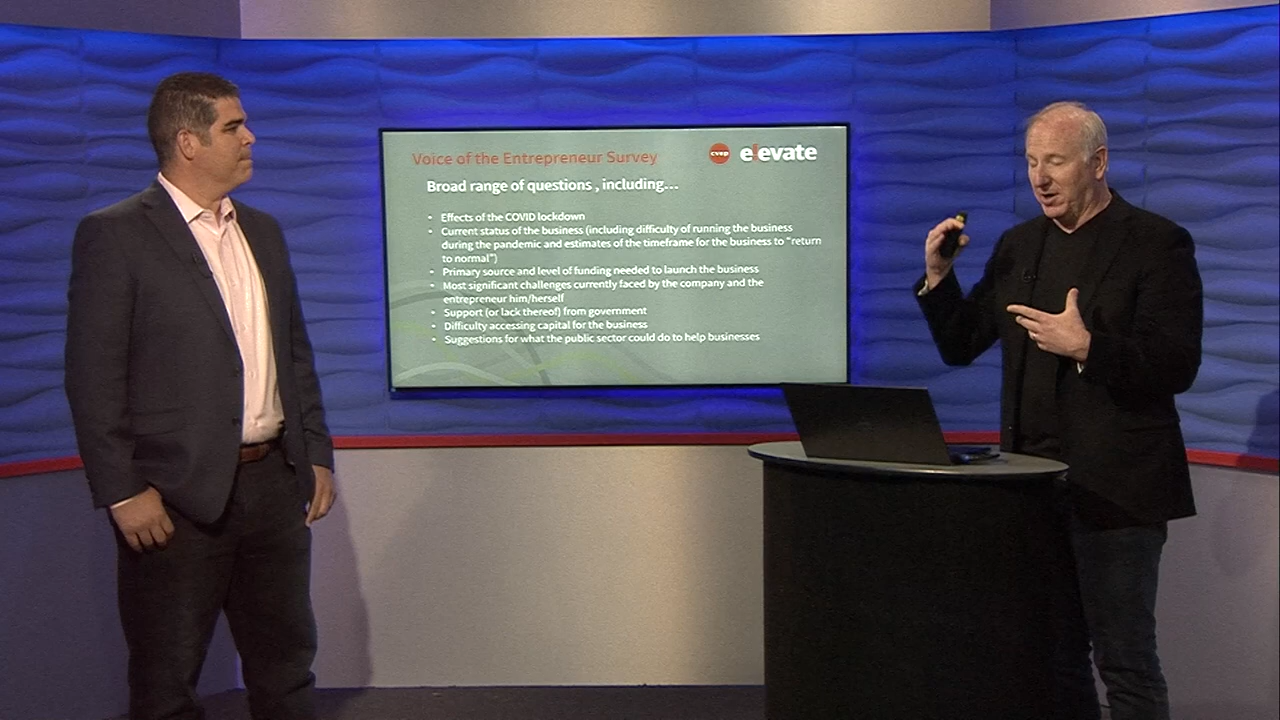 Voice of the Entrepreneur Survey
cvep elevate
Broad range of questions , including...
• Effects of the COVID lockdown
• Current status of the business (including difficulty of running the business
during the pandemic and estimates of the timeframe for the business to "return
to normal")
• Primary source and level of funding needed to launch the business
• Most significant challenges currently faced by the company and the
entrepreneur him/herself
• Support (or lack thereof) from government
• Difficulty accessing capital for the business
• Suggestions for what the public sector could do to help businesses